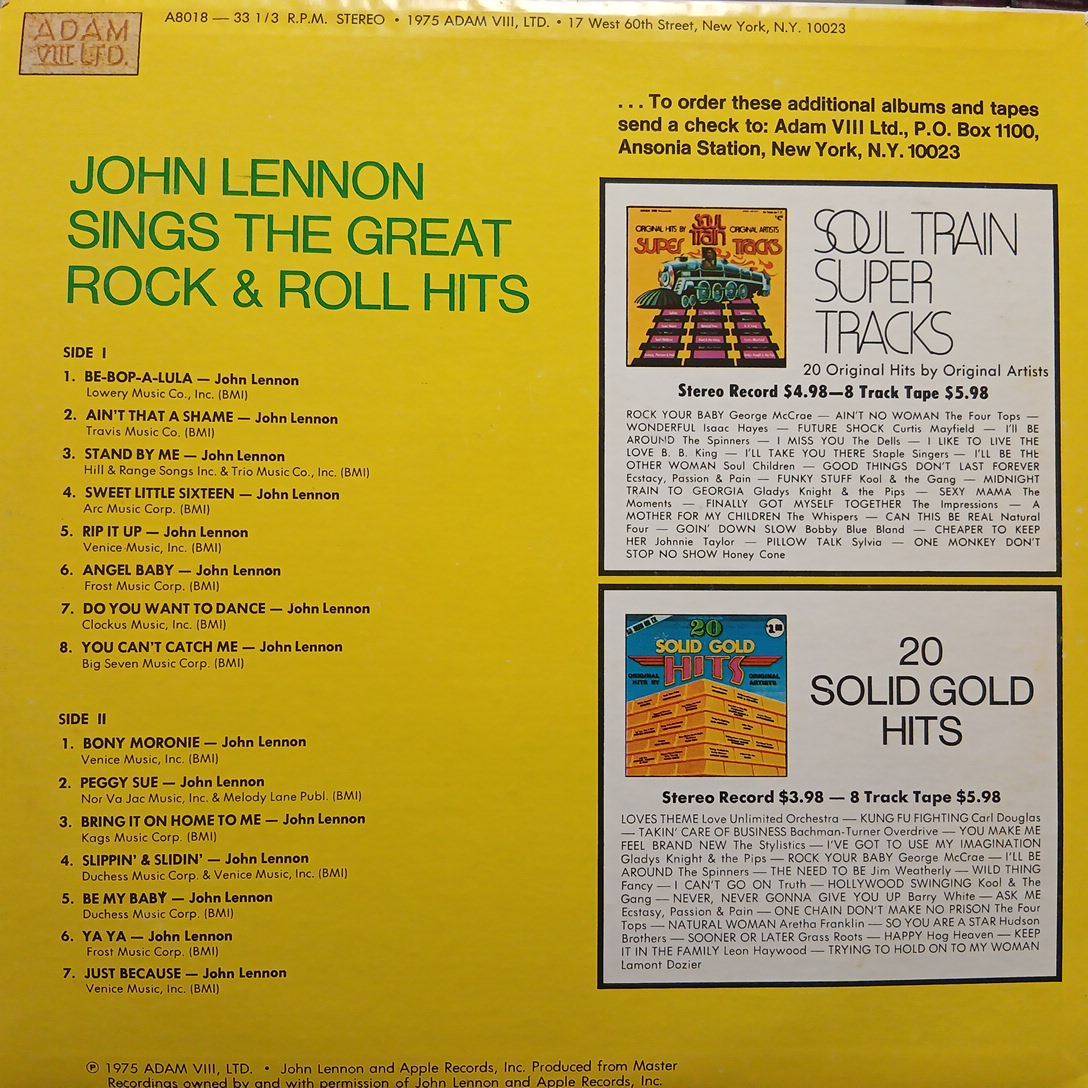 ADAM
VIII LTD.
A8018 — 33 1/3 R.P.M. STEREO • 1975 ADAM VIII, LTD. • 17 West 60th Street, New York, N.Y. 10023
. . . To order these additional albums and tapes
send a check to: Adam VIII Ltd., P.O. Box 1100,
Ansonia Station, New York, N.Y. 10023
JOHN LENNON
SINGS THE GREAT
ROCK & ROLL HITS
SIDE I
1. BE-BOP-A-LULA — John Lennon
Lowery Music Co., Inc. (BMI)
2. AIN'T THAT A SHAME — John Lennon
Travis Music Co. (BMI)
3. STAND BY ME — John Lennon
Hill & Range Songs Inc. & Trio Music Co., Inc. (BMI)
4. SWEET LITTLE SIXTEEN — John Lennon
Arc Music Corp. (BMI)
5. RIP IT UP — John Lennon
Venice Music, Inc. (BMI)
6. ANGEL BABY — John Lennon
Frost Music Corp. (BMI)
7. DO YOU WANT TO DANCE — John Lennon
Clockus Music, Inc. (BMI)
8. YOU CAN'T CATCH ME — John Lennon
Big Seven Music Corp. (BMI)
SIDE II
1. BONY MORONIE — John Lennon
Venice Music, Inc. (BMI)
2. PEGGY SUE — John Lennon
Nor Va Jac Music, Inc. & Melody Lane Publ. (BMI)
3. BRING IT ON HOME TO ME — John Lennon
Kags Music Corp. (BMI)
4. SLIPPIN' & SLIDIN' — John Lennon
Duchess Music Corp. & Venice Music, Inc. (BMI)
5. BE MY BABY — John Lennon
Duchess Music Corp. (BMI)
6. YA YA — John Lennon
Frost Music Corp. (BMI)
7. JUST BECAUSE — John Lennon
Venice Music, Inc. (BMI)
ORIGINAL HITS BY SOUL train ORIGINAL ARTISTS
SUPER TRACKS
SOUL TRAIN
SUPER
TRACKS
20 Original Hits by Original Artists
Stereo Record $4.98—8 Track Tape $5.98
ROCK YOUR BABY George McCrae — AIN'T NO WOMAN The Four Tops —
WONDERFUL Isaac Hayes — FUTURE SHOCK Curtis Mayfield — I'll BE
AROUND The Spinners — I MISS YOU The Dells — I LIKE TO LIVE THE
LOVE B. B. King — I'LL TAKE YOU THERE Staple Singers — I'LL BE THE
OTHER WOMAN Soul Children — GOOD THINGS DON'T LAST FOREVER
Ecstacy, Passion & Pain — FUNKY STUFF Kool & the Gang — MIDNIGHT
TRAIN TO GEORGIA Gladys Knight & the Pips — SEXY MAMA The
Moments — FINALLY GOT MYSELF TOGETHER The Impressions — A
MOTHER FOR MY CHILDREN The Whispers — CAN THIS BE REAL Natural
Four — GOIN' DOWN SLOW Bobby Blue Bland — CHEAPER TO KEEP
HER Johnnie Taylor — PILLOW TALK Sylvia — ONE MONKEY DON'T
STOP NO SHOW Honey Cone
20
SOLID GOLD
HITS
ORIGINAL HITS BY
ORIGINAL ARTISTS
20
SOLID GOLD
HITS
Stereo Record $3.98 — 8 Track Tape $5.98
LOVES THEME Love Unlimited Orchestra — KUNG FU FIGHTING Carl Douglas
— TAKIN' CARE OF BUSINESS Bachman-Turner Overdrive — YOU MAKE ME
FEEL BRAND NEW The Stylistics — I'VE GOT TO USE MY IMAGINATION
Gladys Knight & the Pips — ROCK YOUR BABY George McCrae — I'LL BE
AROUND The Spinners — THE NEED TO BE Jim Weatherly — WILD THING
Fancy — I CAN'T GO ON Truth — HOLLYWOOD SWINGING Kool & The
Gang — NEVER, NEVER GONNA GIVE YOU UP Barry White — ASK ME
Ecstasy, Passion & Pain — ONE CHAIN DON'T MAKE NO PRISON The Four
Tops — NATURAL WOMAN Aretha Franklin — SO YOU ARE A STAR Hudson
Brothers — SOONER OR LATER Grass Roots — HAPPY Hog Heaven — KEEP
IT IN THE FAMILY Leon Haywood — TRYING TO HOLD ON TO MY WOMAN
Lamont Dozier
℗ 1975 ADAM VIII, LTD. • John Lennon and Apple Records, Inc. Produced from Master
Recordings owned by and with permission of John Lennon and Apple Records, Inc.